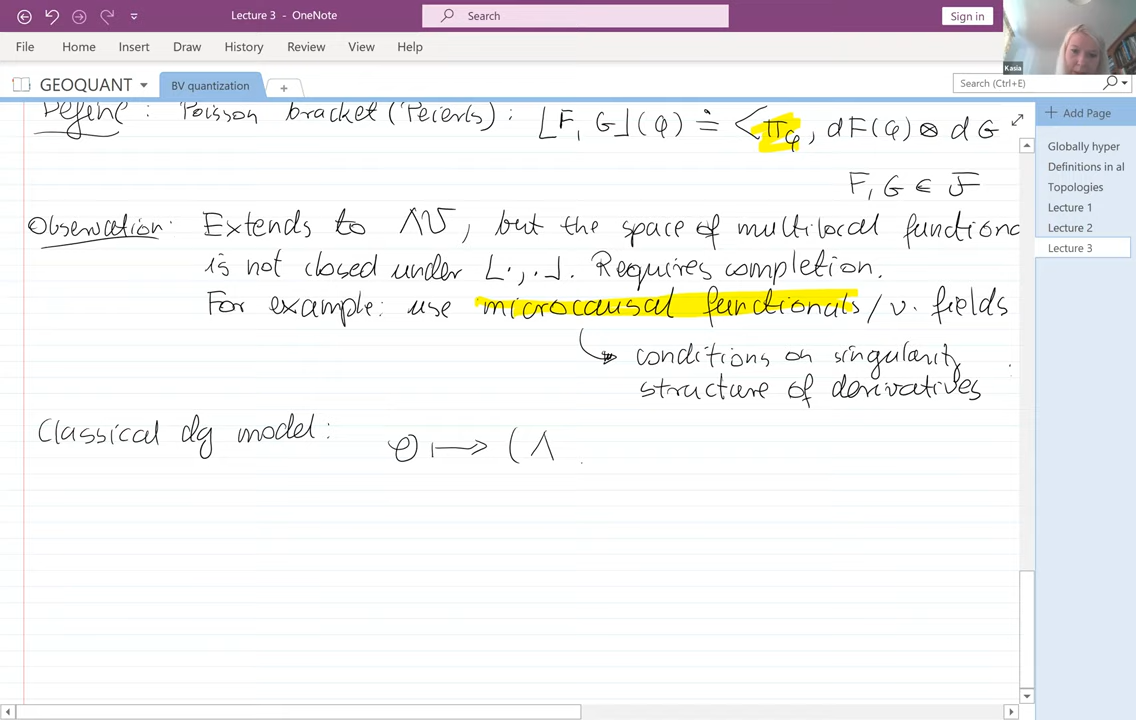 Lecture 3 - OneNote
Search
Sign in
File Home Insert Draw History Review View Help
Kasia
GEOQUANT
BV quantization
Search (Ctrl+E)
Add Page
Globally hyper
Definitions in al
Topologies
Lecture 1
Lecture 2
Lecture 3
Define: Poisson bracket (Peierls): ⌊F, G⌋(φ) ≐ <π_φ, dF(φ) ⊗ dG
F, G ∈ F
Observation: Extends to ΛV, but the space of multilocal functiona
is not closed under ⌊·,·⌋. Requires completion.
For example: use microcausal functionals / v. fields
↳ conditions on singularity
structure of derivatives
Classical dg model: O ↦ (Λ